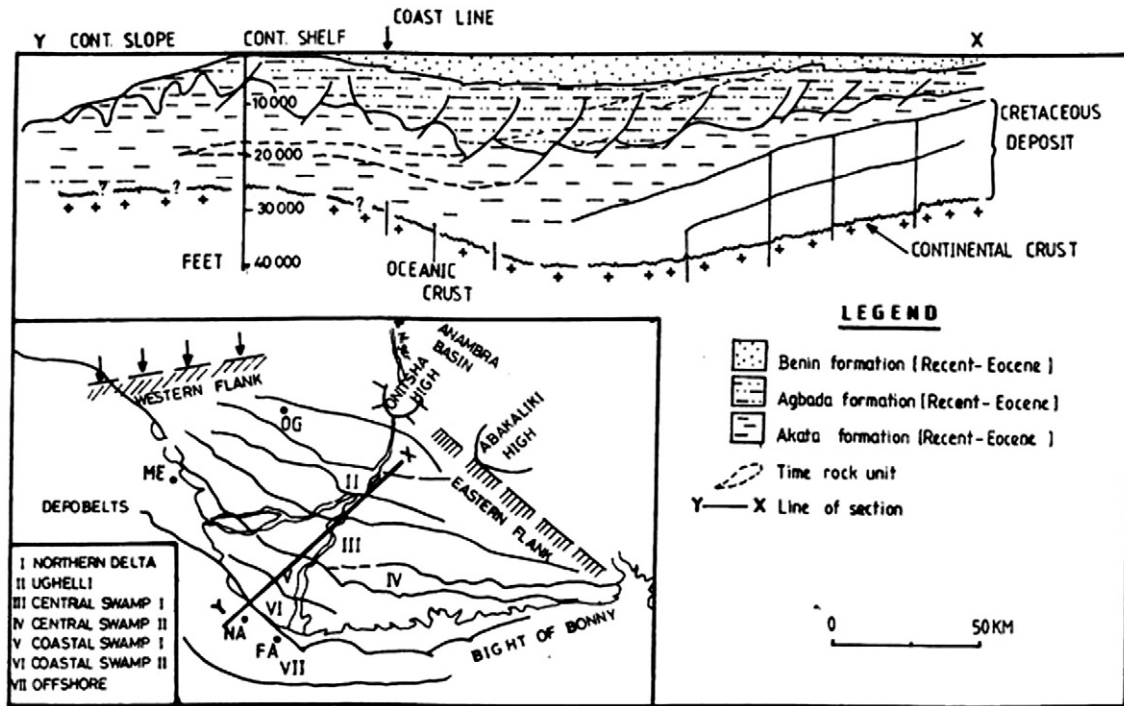 COAST LINE
Y CONT. SLOPE CONT. SHELF X
10 000
20 000
30 000
40 000
FEET
? ? ?
OCEANIC
CRUST
CRETACEOUS
DEPOSIT
CONTINENTAL CRUST
LEGEND
Benin formation (Recent-Eocene)
Agbada formation (Recent-Eocene)
Akata formation (Recent-Eocene)
Time rock unit
Y X Line of section
0 50 KM
WESTERN FLANK
ANAMBRA
BASIN
ONITSHA
HIGH
ABAKALIKI
HIGH
EASTERN FLANK
OG
ME
X
II
III
IV
V
VI
Y
NA
FA
VII
BIGHT OF BONNY
DEPOBELTS
I NORTHERN DELTA
II UGHELLI
III CENTRAL SWAMP I
IV CENTRAL SWAMP II
V COASTAL SWAMP I
VI COASTAL SWAMP II
VII OFFSHORE